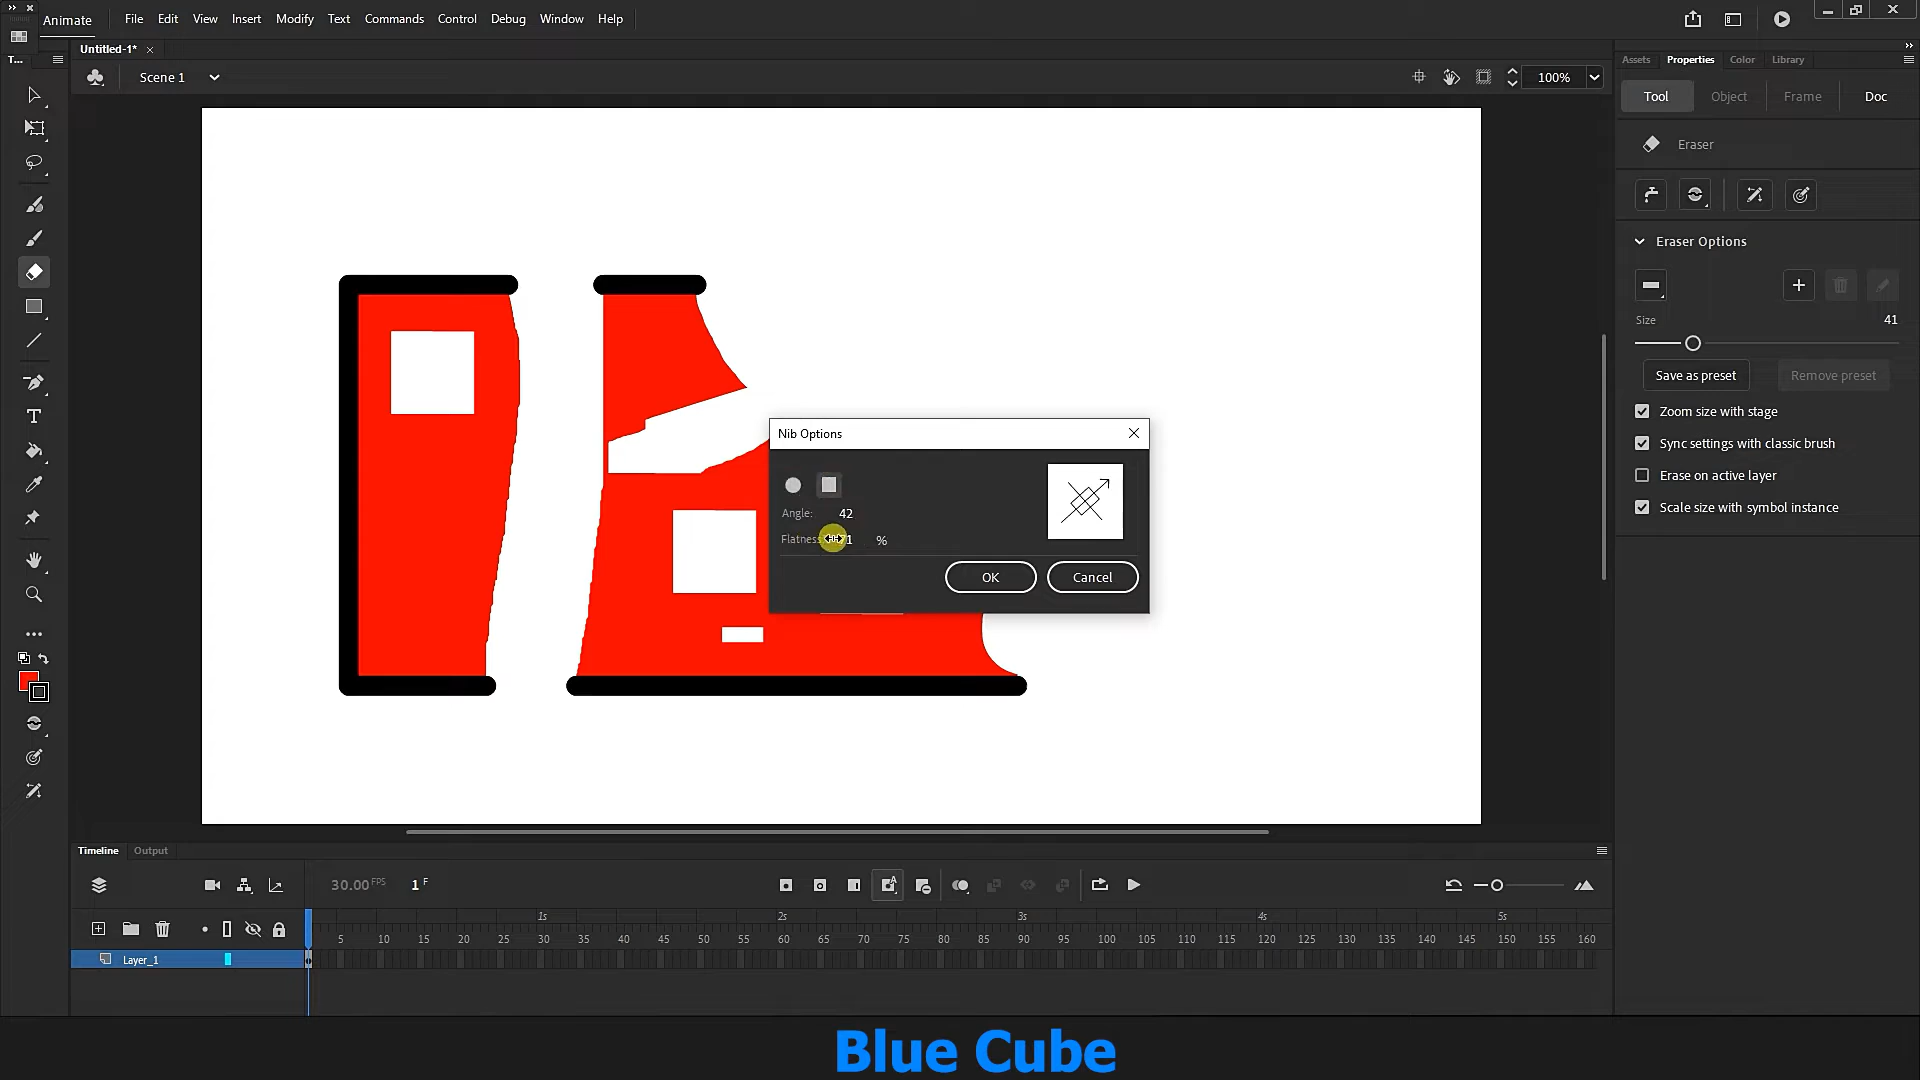 Animate File Edit View Insert Modify Text Commands Control Debug Window Help
Untitled-1* ×
T...
Assets Properties Color Library
Scene 1 100%
Tool Object Frame Doc
Eraser
Eraser Options
Size 41
Save as preset Remove preset
Zoom size with stage
Sync settings with classic brush
Erase on active layer
Scale size with symbol instance
Nib Options
Angle: 42
Flatness %
OK Cancel
Timeline Output
30.00 FPS 1 F
1s 2s 3s 4s 5s
5 10 15 20 25 30 35 40 45 50 55 60 65 70 75 80 85 90 95 100 105 110 115 120 125 130 135 140 145 150 155 160
Layer_1
Blue Cube